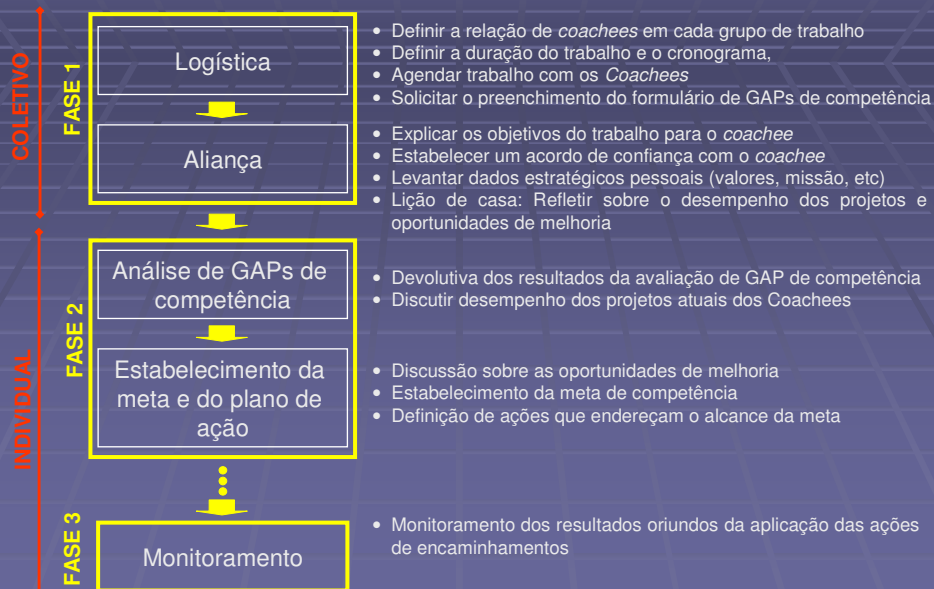 COLETIVO
FASE 1
Logística
• Definir a relação de coachees em cada grupo de trabalho
• Definir a duração do trabalho e o cronograma,
• Agendar trabalho com os Coachees
• Solicitar o preenchimento do formulário de GAPs de competência
Aliança
• Explicar os objetivos do trabalho para o coachee
• Estabelecer um acordo de confiança com o coachee
• Levantar dados estratégicos pessoais (valores, missão, etc)
• Lição de casa: Refletir sobre o desempenho dos projetos e
oportunidades de melhoria
INDIVIDUAL
FASE 2
Análise de GAPs de
competência
• Devolutiva dos resultados da avaliação de GAP de competência
• Discutir desempenho dos projetos atuais dos Coachees
Estabelecimento da
meta e do plano de
ação
• Discussão sobre as oportunidades de melhoria
• Estabelecimento da meta de competência
• Definição de ações que endereçam o alcance da meta
FASE 3
Monitoramento
• Monitoramento dos resultados oriundos da aplicação das ações
de encaminhamentos